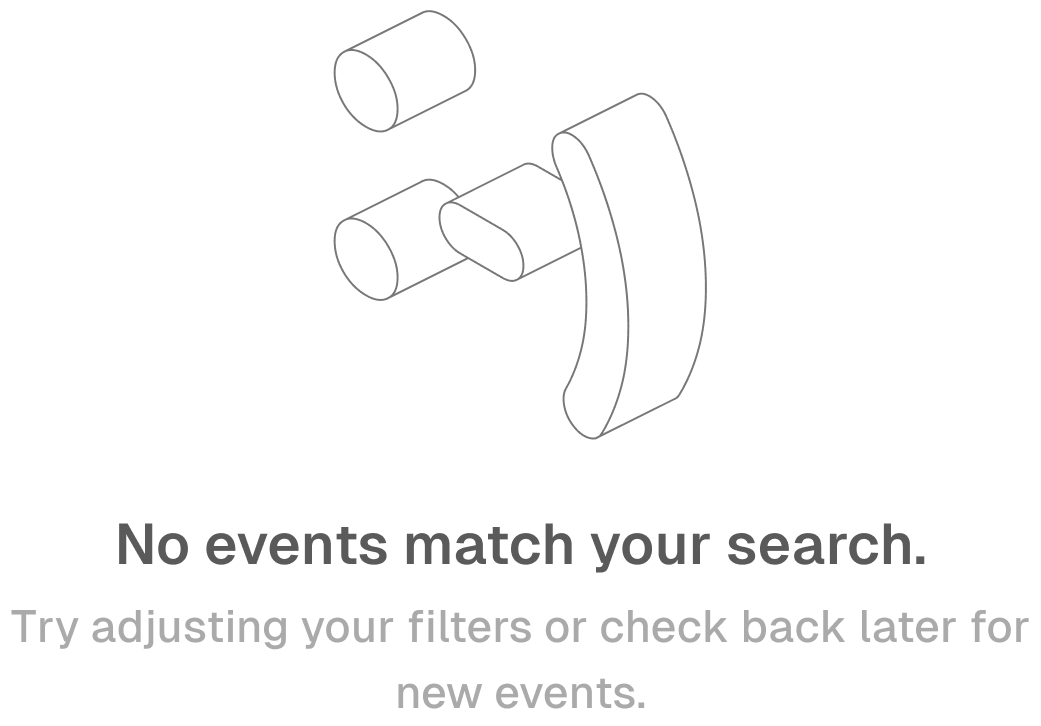 No events match your search.
Try adjusting your filters or check back later for
new events.